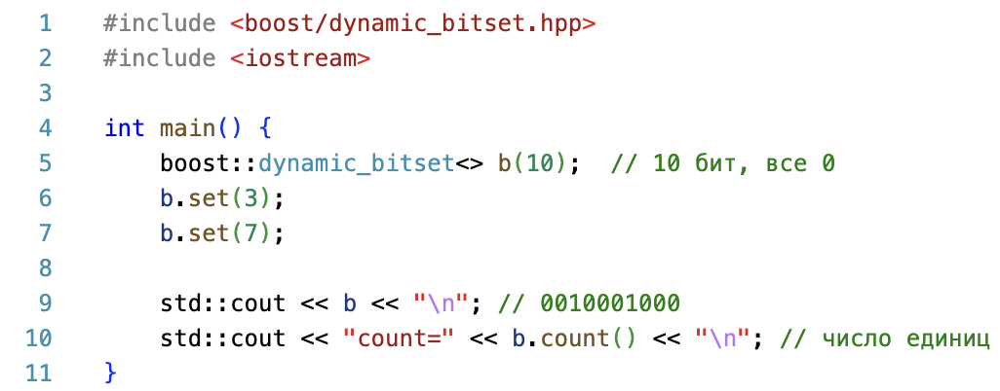 1 #include <boost/dynamic_bitset.hpp>
2 #include <iostream>
3
4 int main() {
5     boost::dynamic_bitset<> b(10);  // 10 бит, все 0
6     b.set(3);
7     b.set(7);
8
9     std::cout << b << "\n"; // 0010001000
10     std::cout << "count=" << b.count() << "\n"; // число единиц
11 }